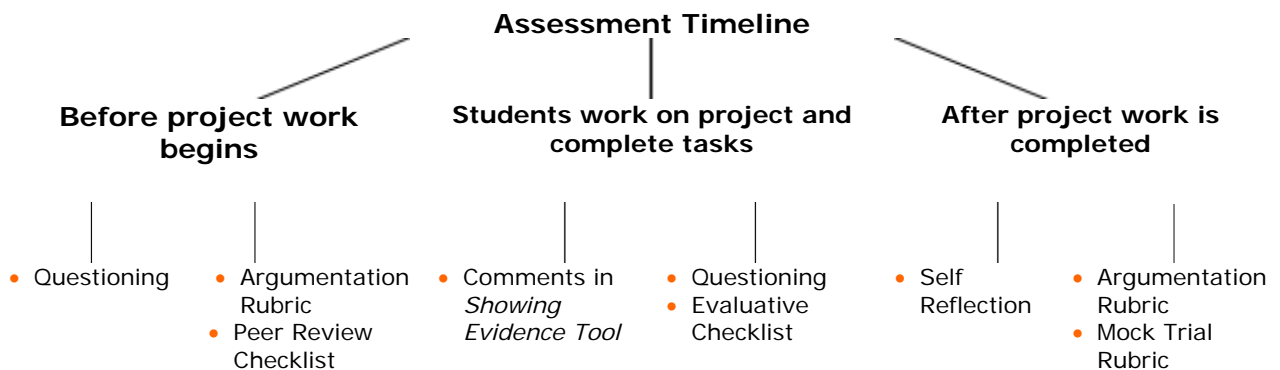 Assessment Timeline
Before project work
begins
Students work on project and
complete tasks
After project work is
completed
• Questioning
• Argumentation
Rubric
• Peer Review
Checklist
• Comments in
Showing
Evidence Tool
• Questioning
• Evaluative
Checklist
• Self
Reflection
• Argumentation
Rubric
• Mock Trial
Rubric